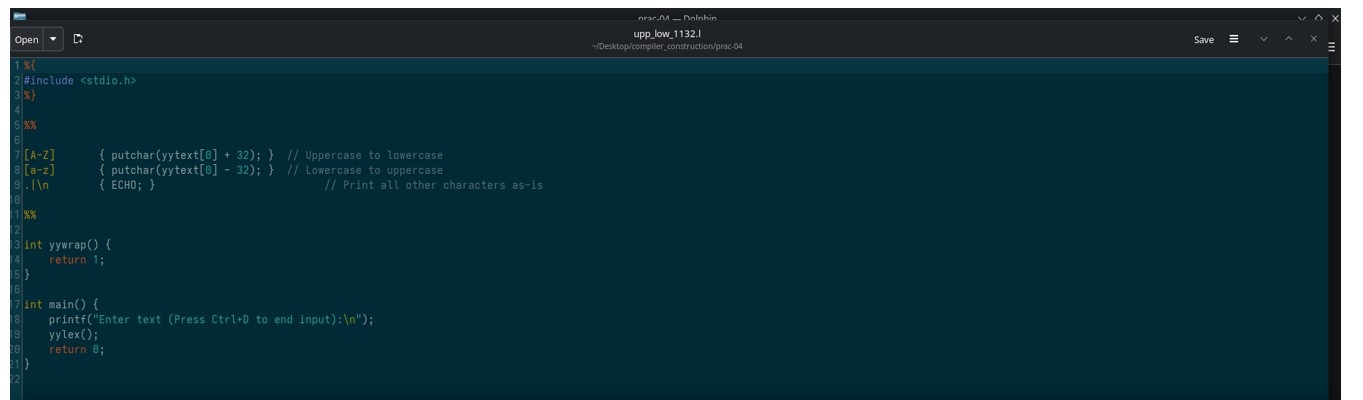 prac-04 — Dolphin
Open
upp_low_1132.l
~/Desktop/compiler_construction/prac-04
Save
1 %{
2 #include <stdio.h>
3 %}
4
5 %%
6
7 [A-Z]       { putchar(yytext[0] + 32); }  // Uppercase to lowercase
8 [a-z]       { putchar(yytext[0] - 32); }  // Lowercase to uppercase
9 .|\n        { ECHO; }                           // Print all other characters as-is
10
11 %%
12
13 int yywrap() {
14     return 1;
15 }
16
17 int main() {
18     printf("Enter text (Press Ctrl+D to end input):\n");
19     yylex();
20     return 0;
21 }
22